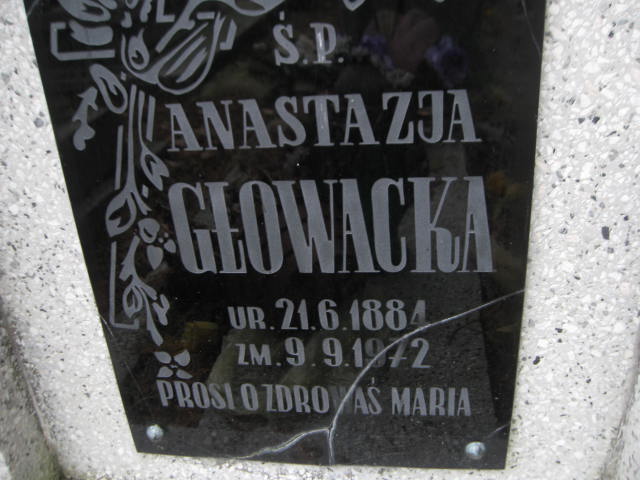 Ś.P.
ANASTAZJA
GŁOWACKA
UR. 21.6.1884
ZM. 9.9.1972
PROSI O ZDROWAŚ MARIA